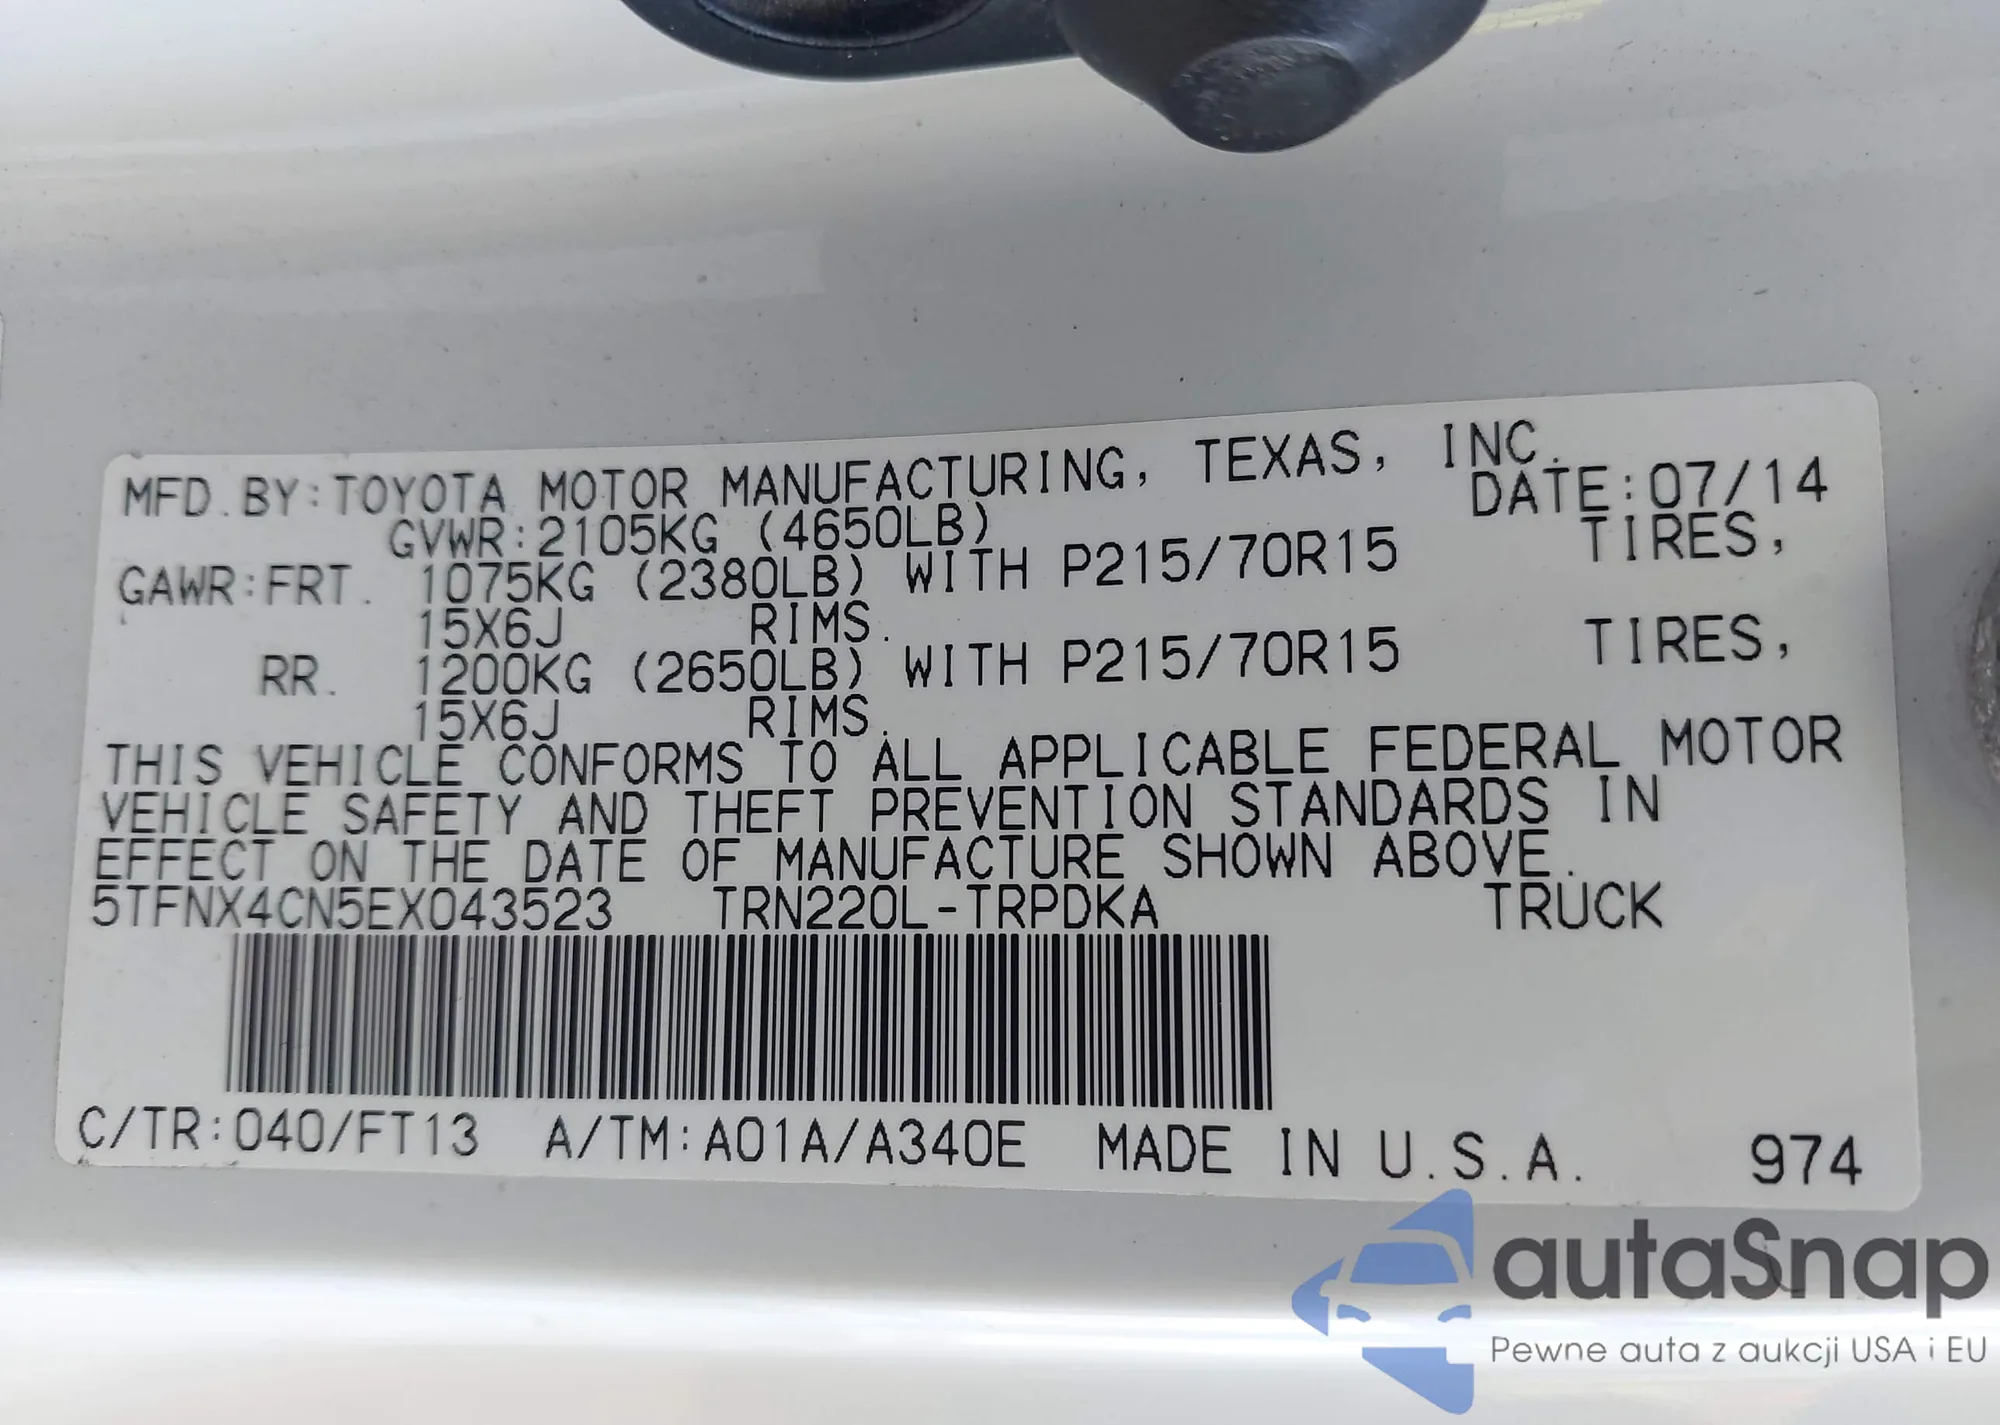 MFD.BY:TOYOTA MOTOR MANUFACTURING, TEXAS, INC.
DATE:07/14
GVWR:2105KG (4650LB)
GAWR:FRT. 1075KG (2380LB) WITH P215/70R15 TIRES,
15X6J RIMS.
RR. 1200KG (2650LB) WITH P215/70R15 TIRES,
15X6J RIMS.
THIS VEHICLE CONFORMS TO ALL APPLICABLE FEDERAL MOTOR
VEHICLE SAFETY AND THEFT PREVENTION STANDARDS IN
EFFECT ON THE DATE OF MANUFACTURE SHOWN ABOVE.
5TFNX4CN5EX043523 TRN220L-TRPDKA TRUCK
C/TR:040/FT13 A/TM:A01A/A340E MADE IN U.S.A. 974
autaSnap
Pewne auta z aukcji USA i EU